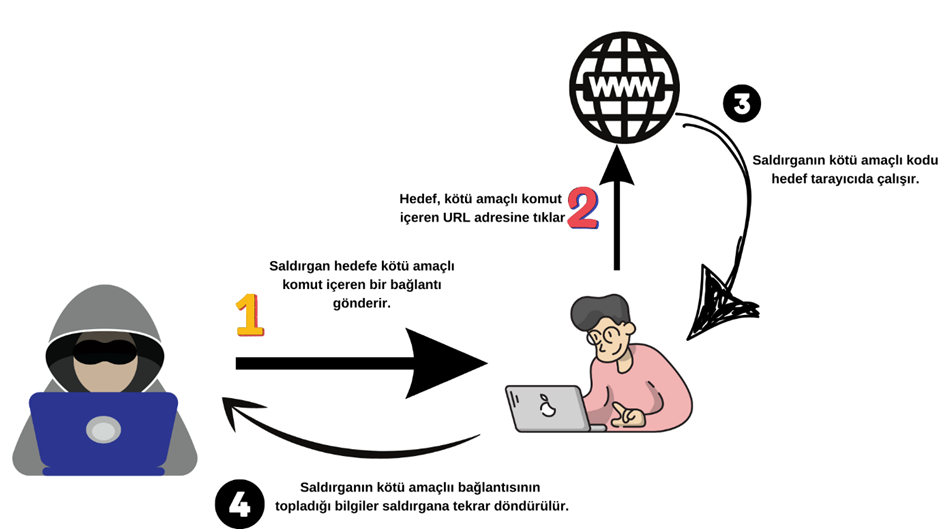 1
Saldırgan hedefe kötü amaçlı
komut içeren bir bağlantı
gönderir.
2
Hedef, kötü amaçlı komut
içeren URL adresine tıklar
WWW
3
Saldırganın kötü amaçlı kodu
hedef tarayıcıda çalışır.
4
Saldırganın kötü amaçlıı bağlantısının
topladığı bilgiler saldırgana tekrar döndürülür.